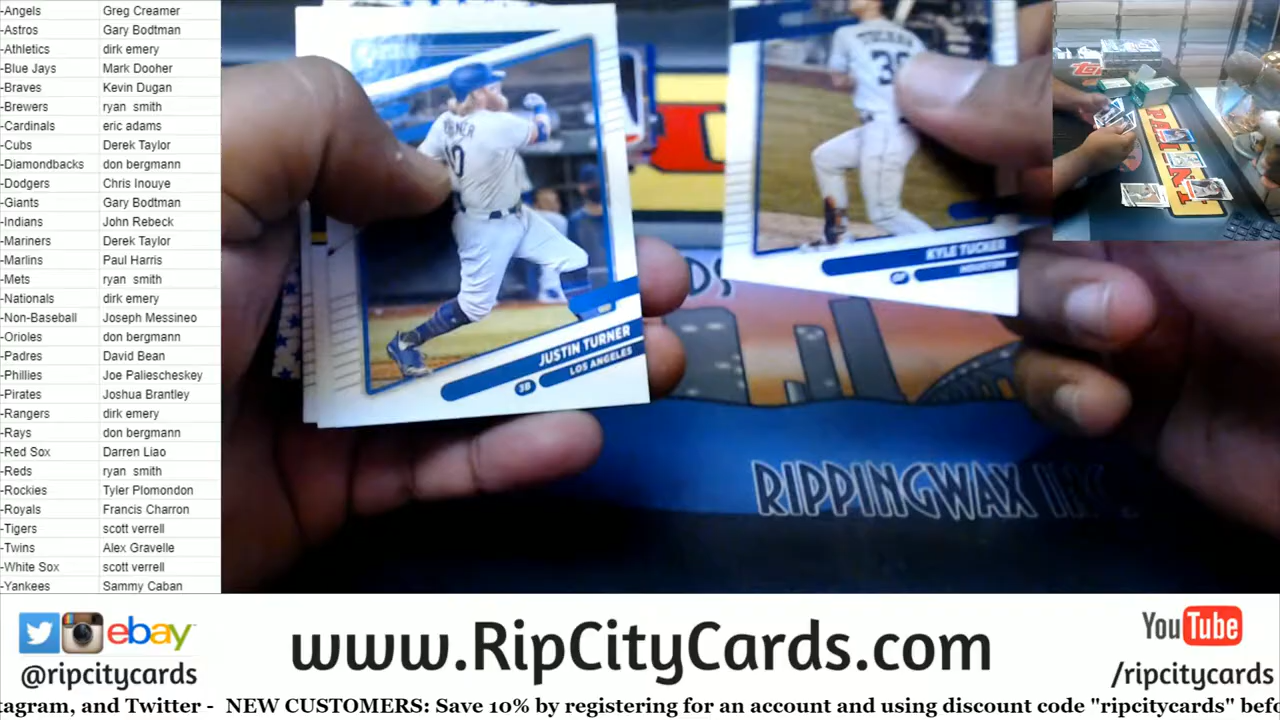 -Angels Greg Creamer
-Astros Gary Bodtman
-Athletics dirk emery
-Blue Jays Mark Dooher
-Braves Kevin Dugan
-Brewers ryan smith
-Cardinals eric adams
-Cubs Derek Taylor
-Diamondbacks don bergmann
-Dodgers Chris Inouye
-Giants Gary Bodtman
-Indians John Rebeck
-Mariners Derek Taylor
-Marlins Paul Harris
-Mets ryan smith
-Nationals dirk emery
-Non-Baseball Joseph Messineo
-Orioles don bergmann
-Padres David Bean
-Phillies Joe Paliescheskey
-Pirates Joshua Brantley
-Rangers dirk emery
-Rays don bergmann
-Red Sox Darren Liao
-Reds ryan smith
-Rockies Tyler Plomondon
-Royals Francis Charron
-Tigers scott verrell
-Twins Alex Gravelle
-White Sox scott verrell
-Yankees Sammy Caban
JUSTIN TURNER
3B LOS ANGELES
KYLE TUCKER
OF HOUSTON
RIPPINGWAX INC.
ebay
@ripcitycards
www.RipCityCards.com
YouTube
/ripcitycards
tagram, and Twitter - NEW CUSTOMERS: Save 10% by registering for an account and using discount code "ripcitycards" befo